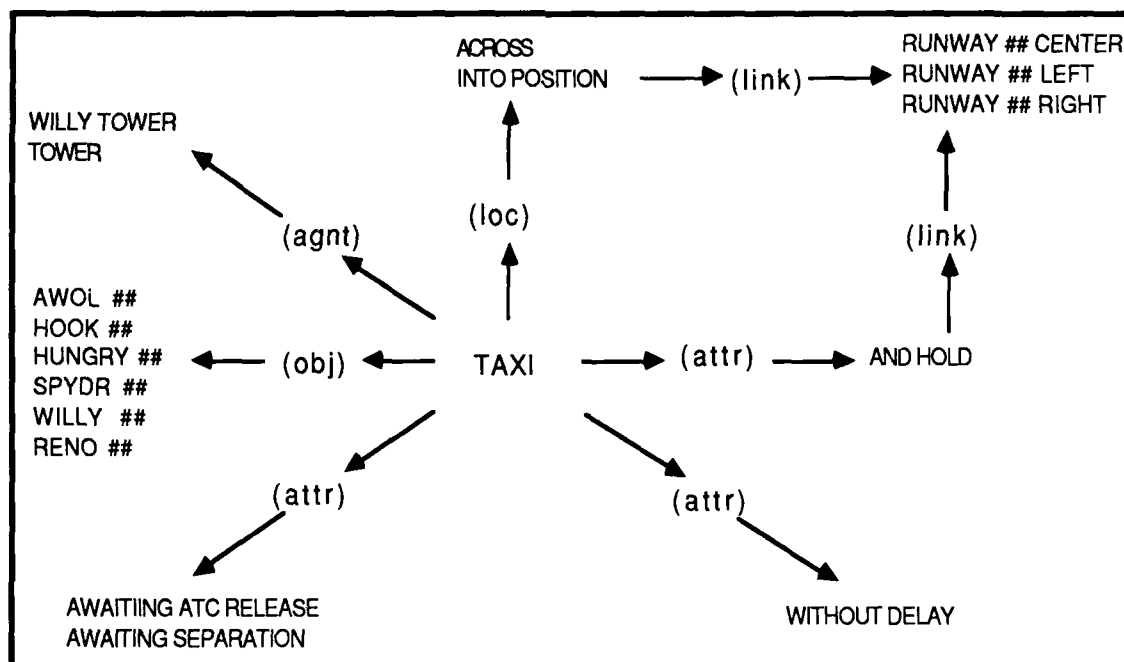 ACROSS
INTO POSITION
(link)
RUNWAY ## CENTER
RUNWAY ## LEFT
RUNWAY ## RIGHT
WILLY TOWER
TOWER
(agnt)
(loc)
(link)
AWOL ##
HOOK ##
HUNGRY ##
SPYDR ##
WILLY ##
RENO ##
(obj)
TAXI
(attr)
AND HOLD
(attr)
(attr)
AWAITIING ATC RELEASE
AWAITING SEPARATION
WITHOUT DELAY